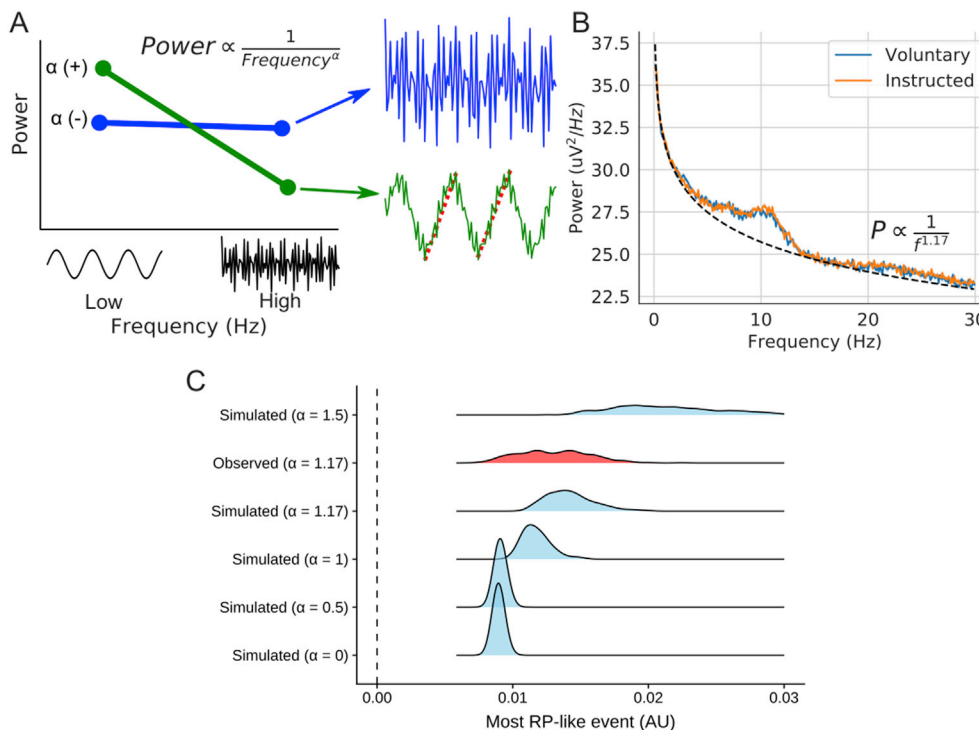 A
Power ∝ 1 / Frequency^α
α (+)
α (-)
Power
Low
High
Frequency (Hz)
B
37.5
35.0
32.5
30.0
27.5
25.0
22.5
Power (uV²/Hz)
Voluntary
Instructed
P ∝ 1 / f^1.17
0
10
20
30
Frequency (Hz)
C
Simulated (α = 1.5)
Observed (α = 1.17)
Simulated (α = 1.17)
Simulated (α = 1)
Simulated (α = 0.5)
Simulated (α = 0)
0.00
0.01
0.02
0.03
Most RP-like event (AU)